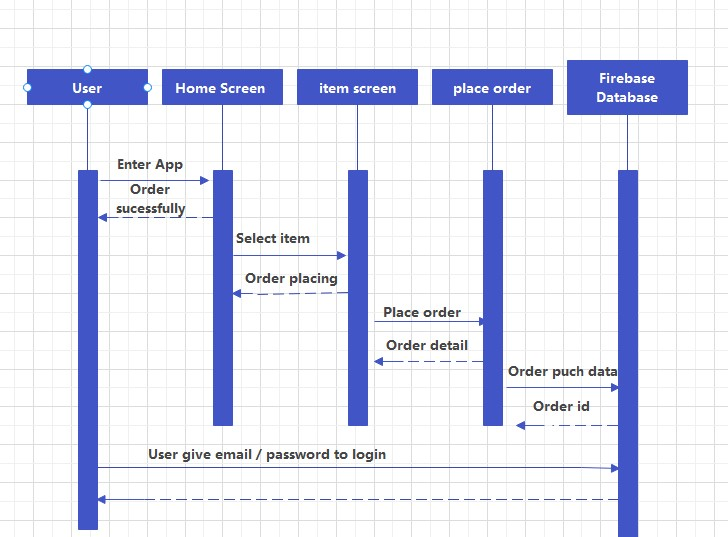 User
Home Screen
item screen
place order
Firebase
Database
Enter App
Order
sucessfully
Select item
Order placing
Place order
Order detail
Order puch data
Order id
User give email / password to login